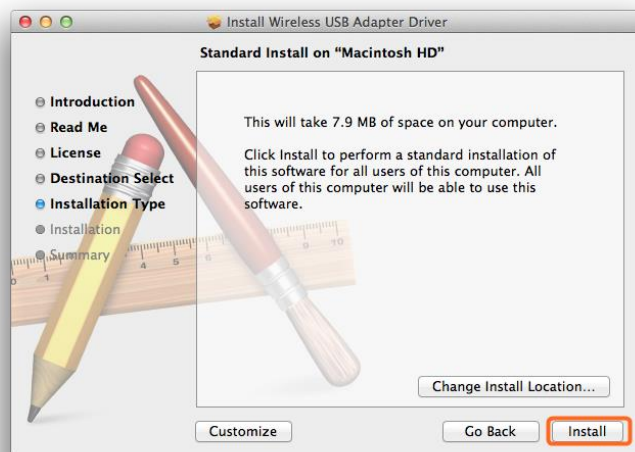 Install Wireless USB Adapter Driver
Standard Install on “Macintosh HD”
Introduction
Read Me
License
Destination Select
Installation Type
Installation
Summary
This will take 7.9 MB of space on your computer.
Click Install to perform a standard installation of
this software for all users of this computer. All
users of this computer will be able to use this
software.
Change Install Location...
Customize
Go Back
Install